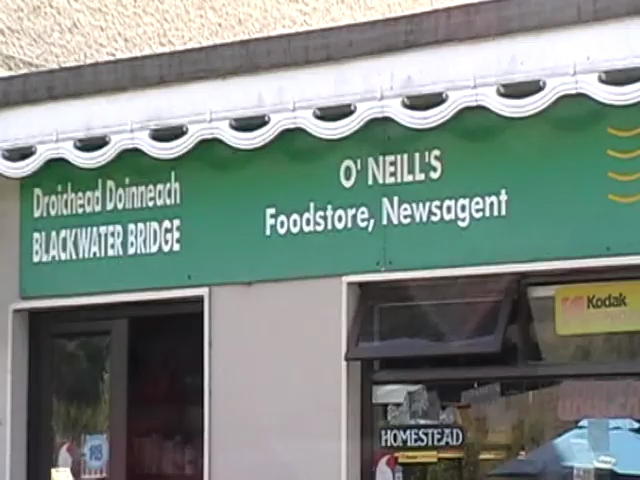 Droichead Doinneach
BLACKWATER BRIDGE
O' NEILL'S
Foodstore, Newsagent
Kodak
HOMESTEAD